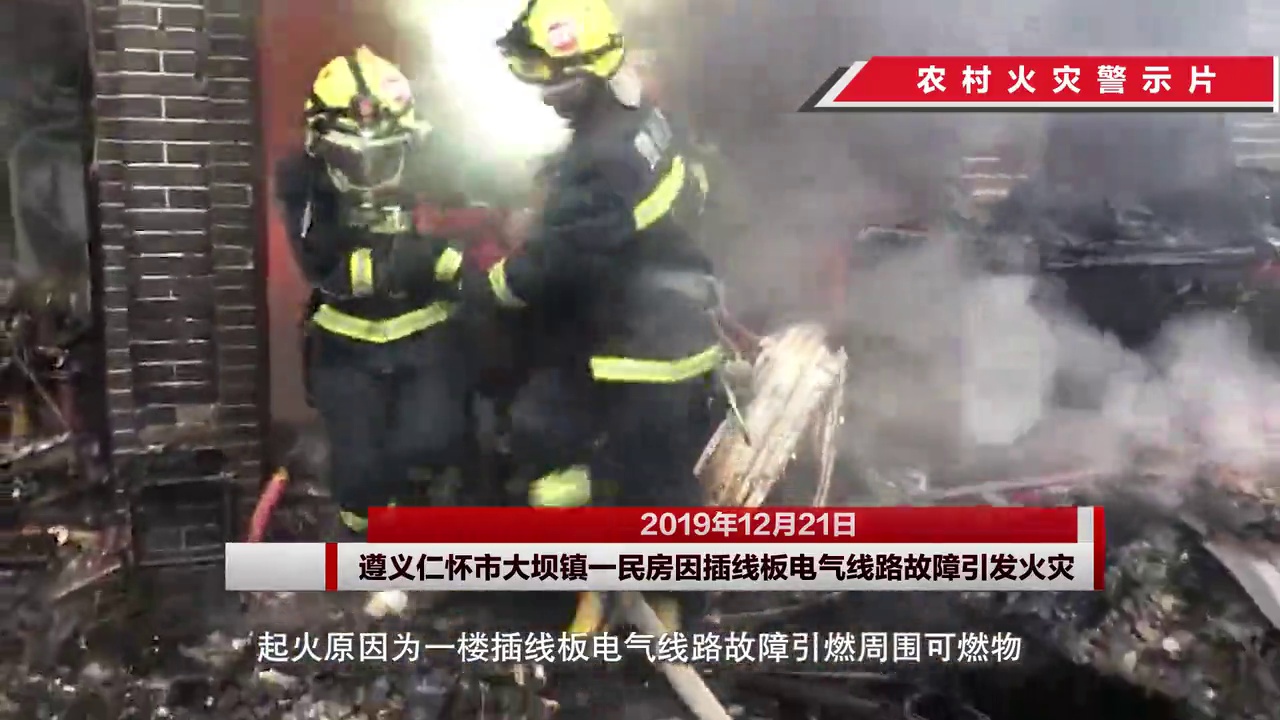 农村火灾警示片
2019年12月21日
遵义仁怀市大坝镇一民房因插线板电气线路故障引发火灾
起火原因为一楼插线板电气线路故障引燃周围可燃物